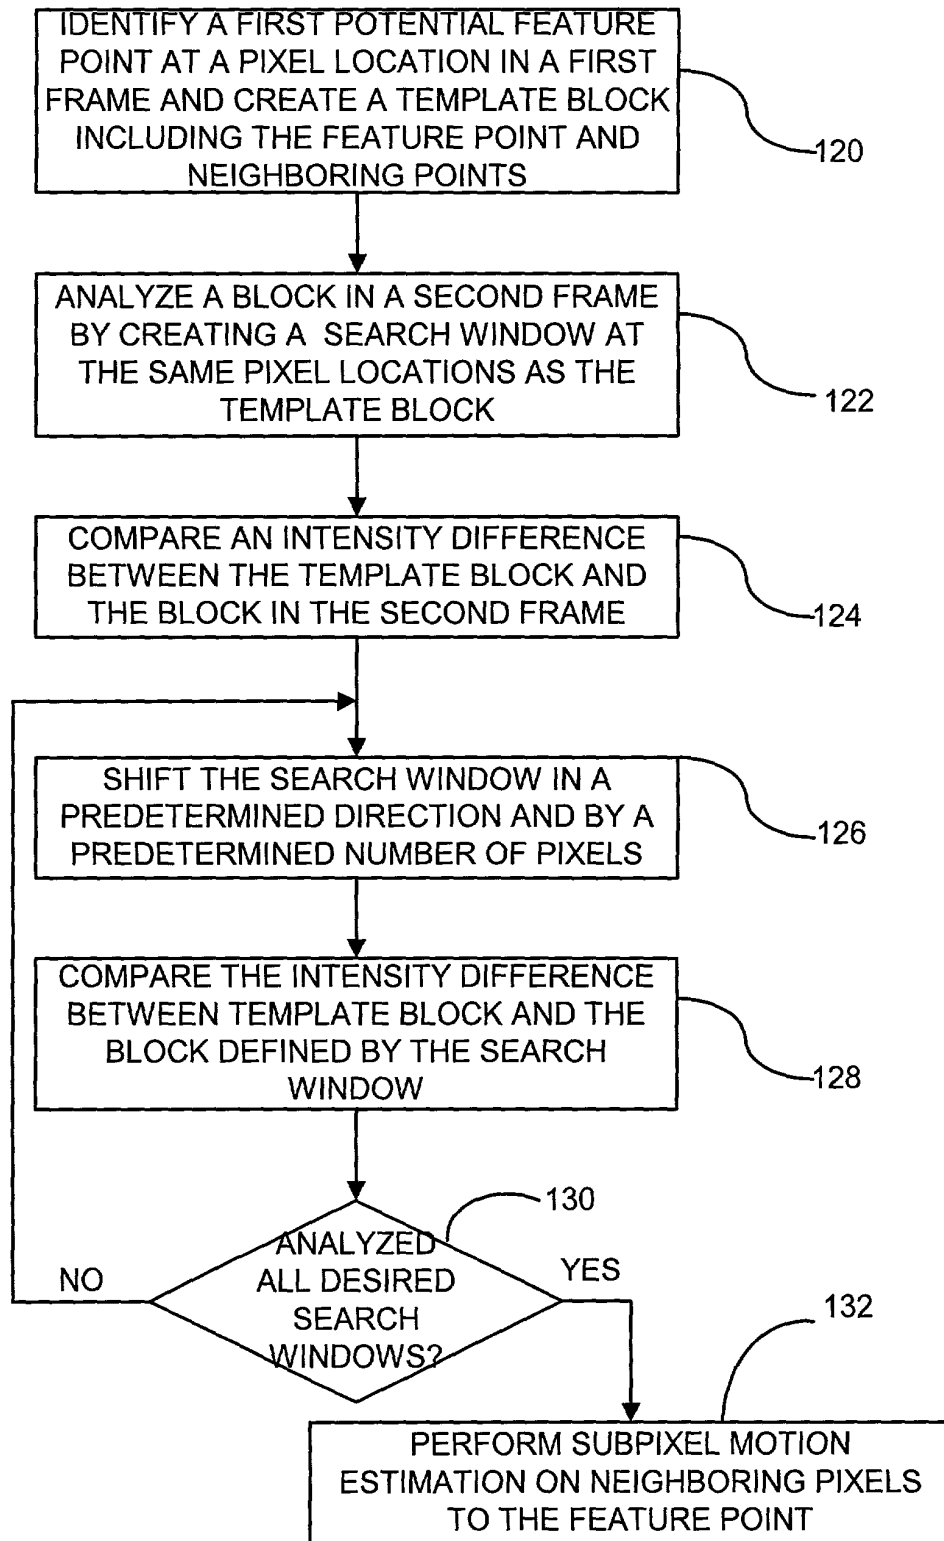 IDENTIFY A FIRST POTENTIAL FEATURE
POINT AT A PIXEL LOCATION IN A FIRST
FRAME AND CREATE A TEMPLATE BLOCK
INCLUDING THE FEATURE POINT AND
NEIGHBORING POINTS
120
ANALYZE A BLOCK IN A SECOND FRAME
BY CREATING A SEARCH WINDOW AT
THE SAME PIXEL LOCATIONS AS THE
TEMPLATE BLOCK
122
COMPARE AN INTENSITY DIFFERENCE
BETWEEN THE TEMPLATE BLOCK AND
THE BLOCK IN THE SECOND FRAME
124
SHIFT THE SEARCH WINDOW IN A
PREDETERMINED DIRECTION AND BY A
PREDETERMINED NUMBER OF PIXELS
126
COMPARE THE INTENSITY DIFFERENCE
BETWEEN TEMPLATE BLOCK AND THE
BLOCK DEFINED BY THE SEARCH
WINDOW
128
130
ANALYZED
ALL DESIRED
SEARCH
WINDOWS?
NO
YES
132
PERFORM SUBPIXEL MOTION
ESTIMATION ON NEIGHBORING PIXELS
TO THE FEATURE POINT